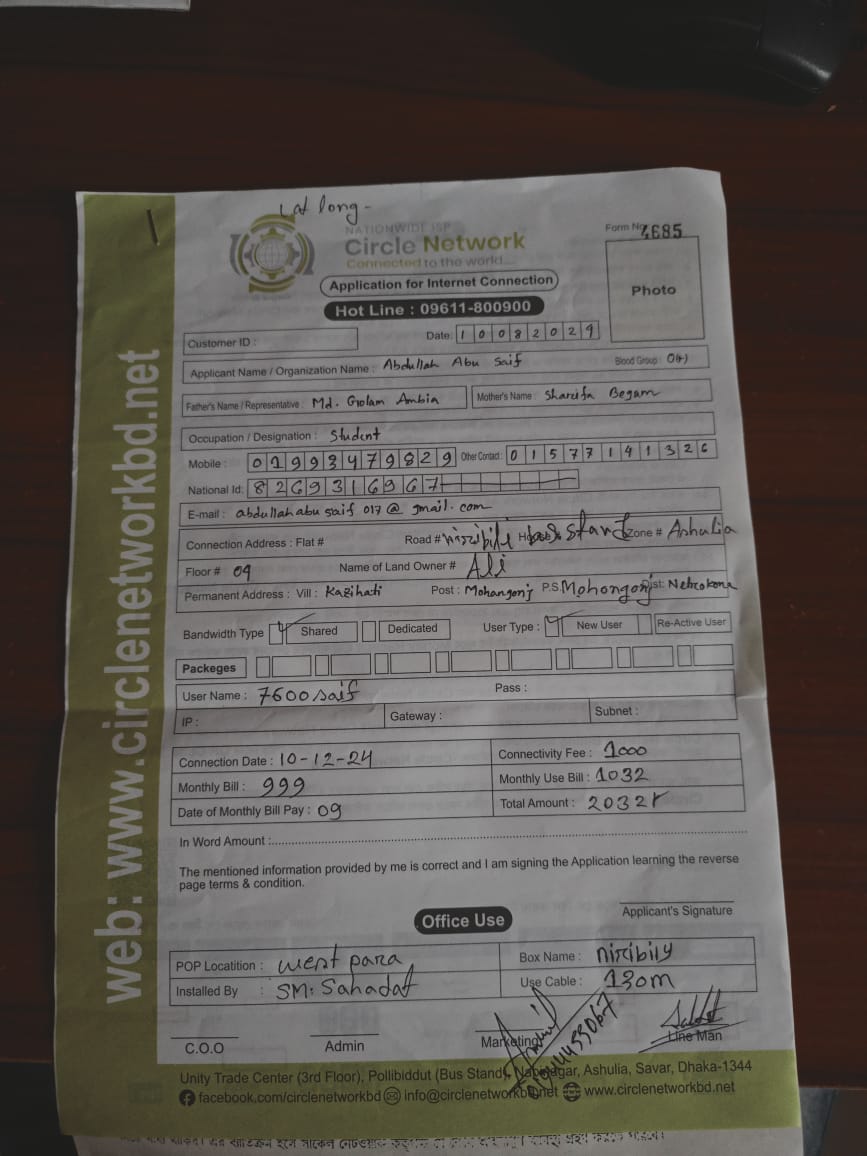 Lat long -
NATIONWIDE ISP
Circle Network
Connected to the world....
Form No 4685
Application for Internet Connection
Photo
Hot Line : 09611-800900
Customer ID :
Date: 10082029
Applicant Name / Organization Name : Abdullah Abu Saif
Blood Group : O(+)
Father's Name / Representative : Md. Golam Ambia
Mother's Name : Sharifa Begam
Occupation / Designation : Student
Mobile : 01993479829 Other Contact : 01577141326
National Id: 8269316967
E-mail : abdullahabusaif017@gmail.com
Connection Address : Flat # Road # niribili stand Zone # Ashulia
Floor # 09 Name of Land Owner # Ali
Permanent Address : Vill : Kazihati Post : Mohangonj P.S. Mohongonj Dist: Netrokona
Bandwidth Type Shared Dedicated User Type : New User Re-Active User
Packeges
User Name : 7600saif Pass :
IP : Gateway : Subnet :
Connection Date : 10-12-24 Connectivity Fee : 1000
Monthly Bill : 999 Monthly Use Bill : 1032
Date of Monthly Bill Pay : 09 Total Amount : 2032
In Word Amount :
The mentioned information provided by me is correct and I am signing the Application learning the reverse
page terms & condition.
Applicant's Signature
Office Use
POP Locatition : west para Box Name : niribily
Installed By : SM: Sahadat Use Cable : 130m
C.O.O Admin Marketing Line Man
Unity Trade Center (3rd Floor), Pollibiddut (Bus Stand), Nabinagar, Ashulia, Savar, Dhaka-1344
facebook.com/circlenetworkbd info@circlenetworkbd.net www.circlenetworkbd.net
web: www.circlenetworkbd.net